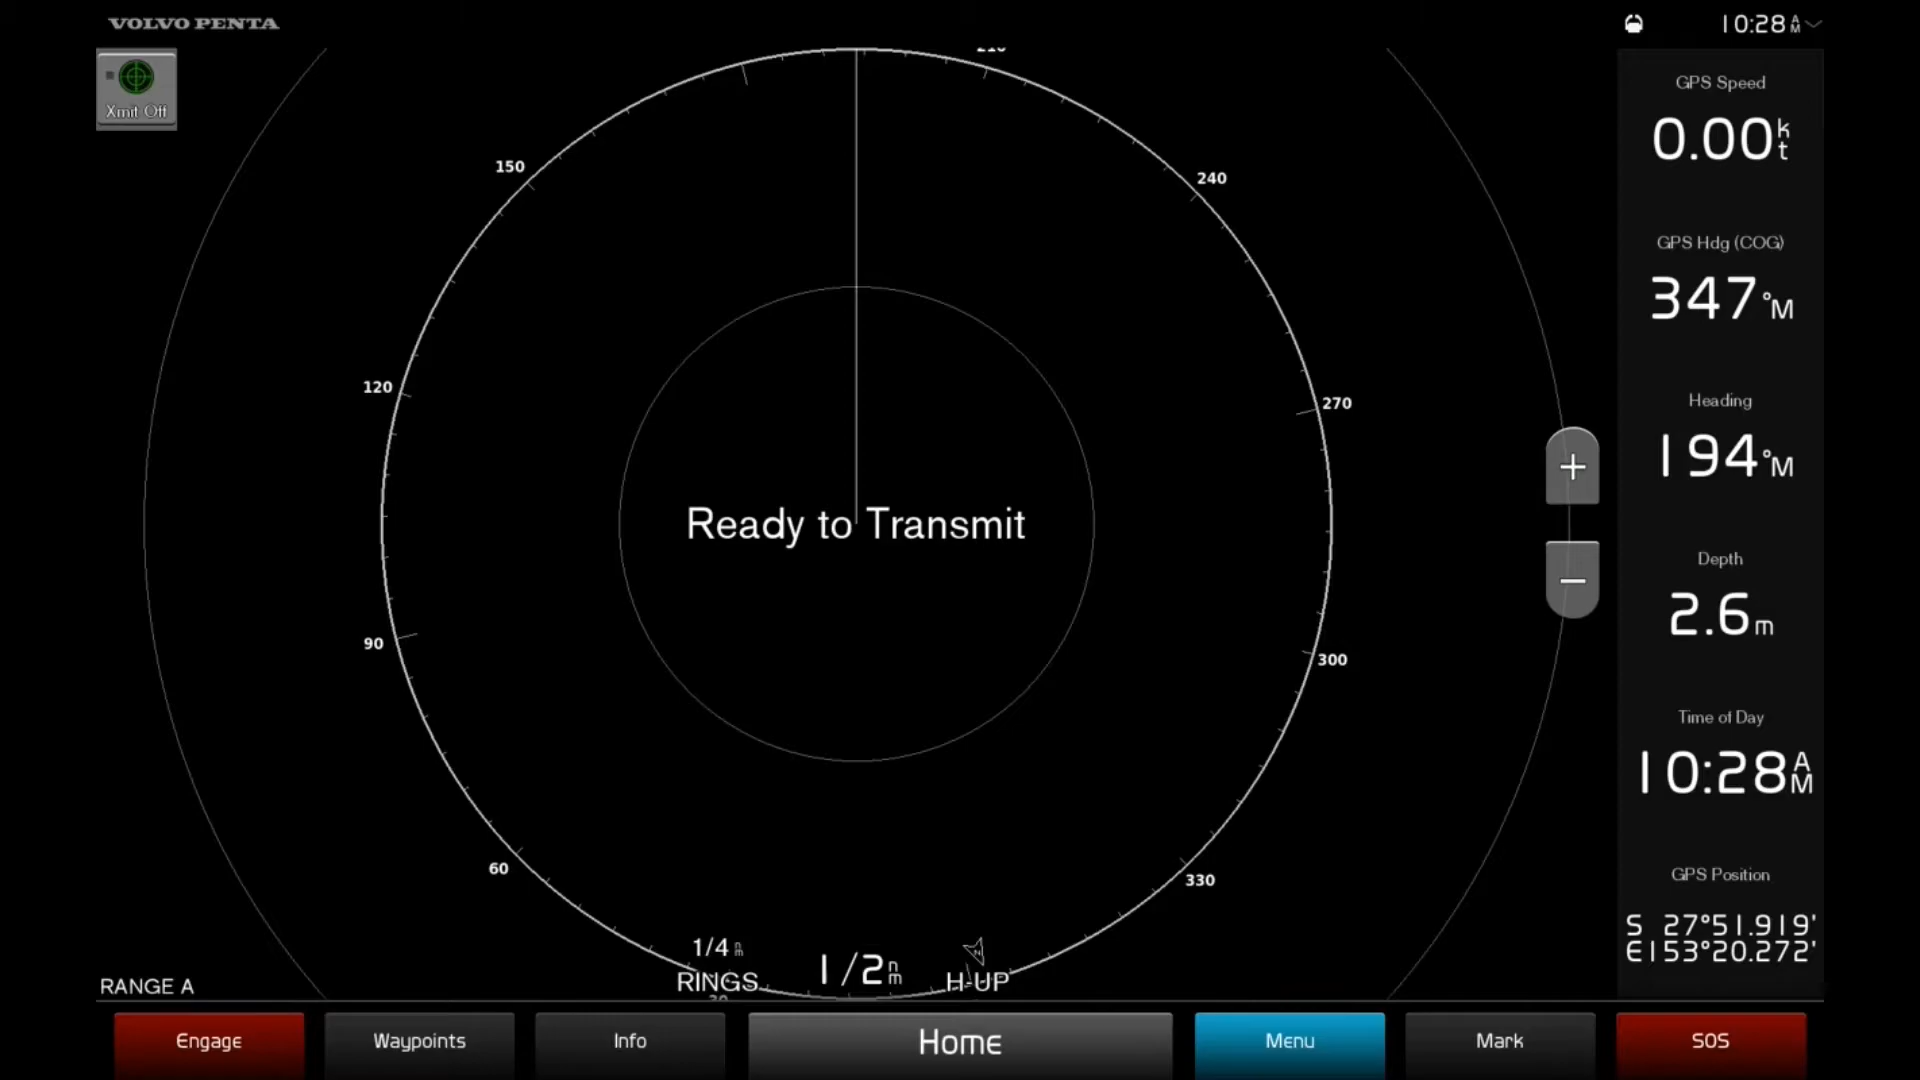 VOLVO PENTA
10:28 AM
Xmit Off
210
150
240
120
270
90
300
60
330
30
Ready to Transmit
+
−
GPS Speed
0.00 kt
GPS Hdg (COG)
347 °M
Heading
194 °M
Depth
2.6 m
Time of Day
10:28 AM
GPS Position
S 27°51.919'
E153°20.272'
RANGE A
1/4 nm
RINGS
1/2 nm
N
H-UP
Engage
Waypoints
Info
Home
Menu
Mark
SOS